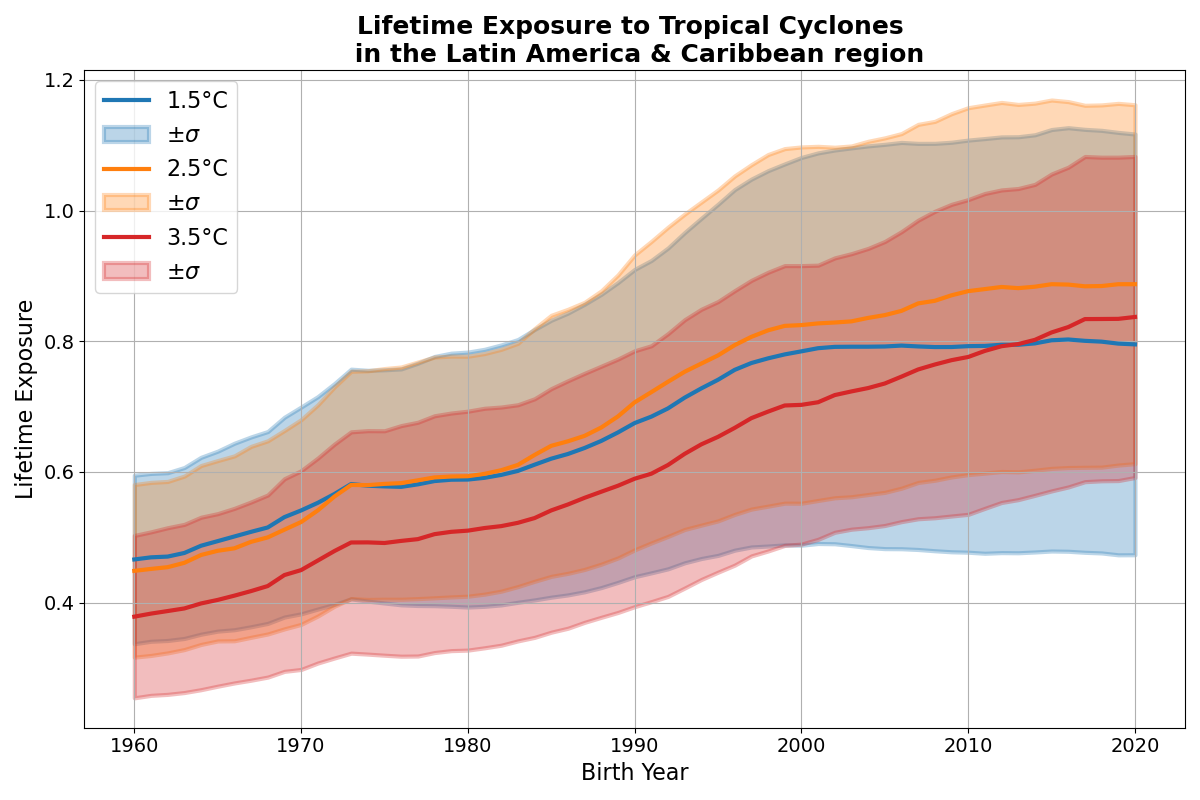 Lifetime Exposure to Tropical Cyclones
in the Latin America & Caribbean region
1.5°C
±σ
2.5°C
±σ
3.5°C
±σ
Lifetime Exposure
1.2
1.0
0.8
0.6
0.4
1960 1970 1980 1990 2000 2010 2020
Birth Year